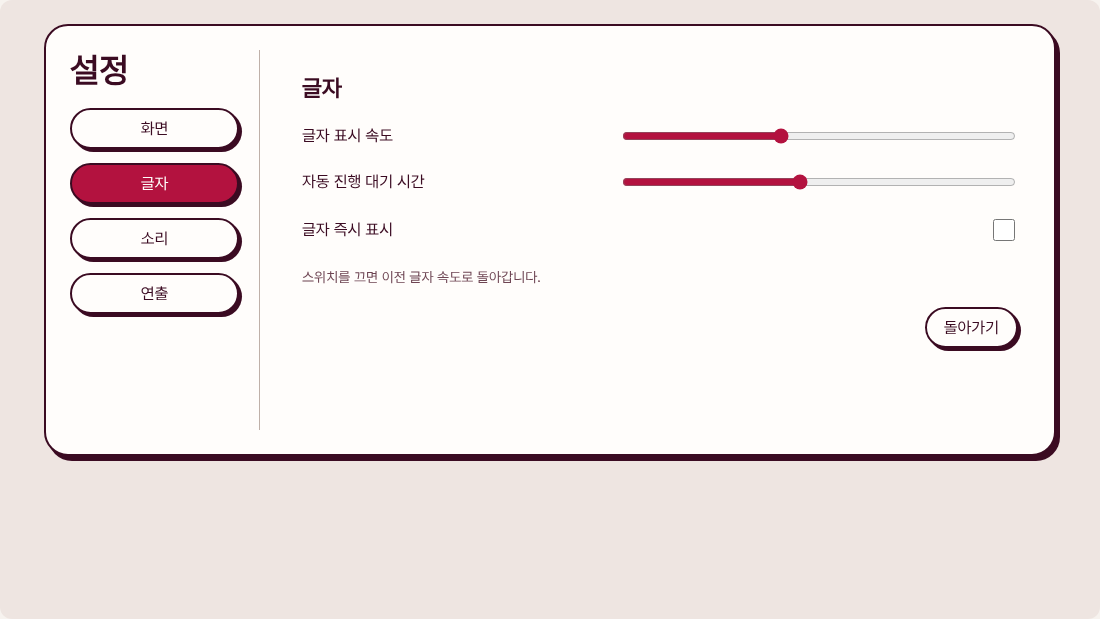 설정
화면
글자
소리
연출
글자
글자 표시 속도
자동 진행 대기 시간
글자 즉시 표시
스위치를 끄면 이전 글자 속도로 돌아갑니다.
돌아가기